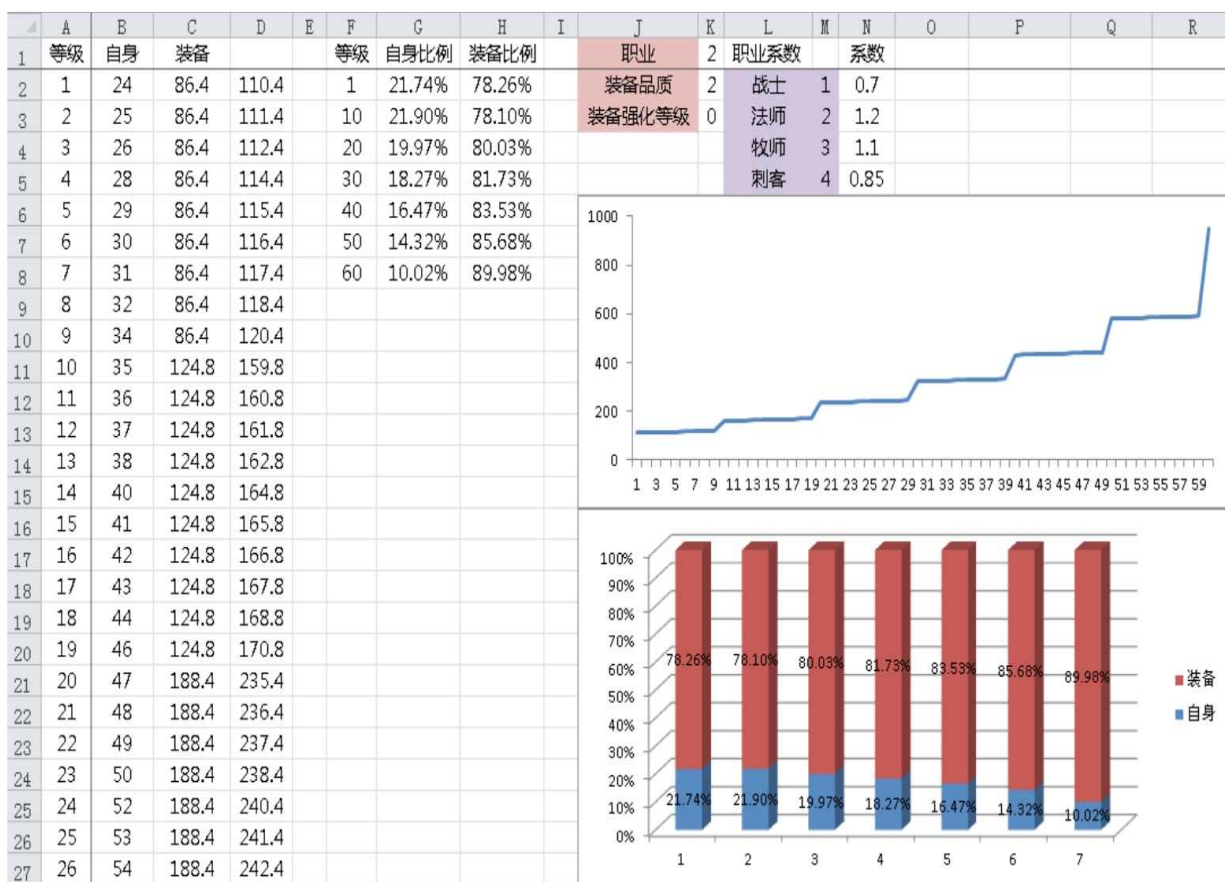 A B C D E F G H I J K L M N O P Q R
1 等级 自身 装备 等级 自身比例 装备比例 职业 2 职业系数 系数
2 1 24 86.4 110.4 1 21.74% 78.26% 装备品质 2 战士 1 0.7
3 2 25 86.4 111.4 10 21.90% 78.10% 装备强化等级 0 法师 2 1.2
4 3 26 86.4 112.4 20 19.97% 80.03% 牧师 3 1.1
5 4 28 86.4 114.4 30 18.27% 81.73% 刺客 4 0.85
6 5 29 86.4 115.4 40 16.47% 83.53%
7 6 30 86.4 116.4 50 14.32% 85.68%
8 7 31 86.4 117.4 60 10.02% 89.98%
9 8 32 86.4 118.4
10 9 34 86.4 120.4
11 10 35 124.8 159.8
12 11 36 124.8 160.8
13 12 37 124.8 161.8
14 13 38 124.8 162.8
15 14 40 124.8 164.8
16 15 41 124.8 165.8
17 16 42 124.8 166.8
18 17 43 124.8 167.8
19 18 44 124.8 168.8
20 19 46 124.8 170.8
21 20 47 188.4 235.4
22 21 48 188.4 236.4
23 22 49 188.4 237.4
24 23 50 188.4 238.4
25 24 52 188.4 240.4
26 25 53 188.4 241.4
27 26 54 188.4 242.4
1000
800
600
400
200
0
1 3 5 7 9 11 13 15 17 19 21 23 25 27 29 31 33 35 37 39 41 43 45 47 49 51 53 55 57 59
100%
90%
80%
70%
60%
50%
40%
30%
20%
10%
0%
78.26% 78.10% 80.03% 81.73% 83.53% 85.68% 89.98%
21.74% 21.90% 19.97% 18.27% 16.47% 14.32% 10.02%
1 2 3 4 5 6 7
装备
自身